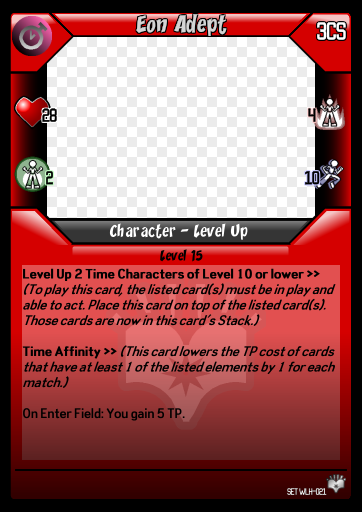 Eon Adept
3CS
28
4
2
10
Character - Level Up
Level 15
Level Up 2 Time Characters of Level 10 or lower >>
(To play this card, the listed card(s) must be in play and
able to act. Place this card on top of the listed card(s).
Those cards are now in this card's Stack.)
Time Affinity >> (This card lowers the TP cost of cards
that have at least 1 of the listed elements by 1 for each
match.)
On Enter Field: You gain 5 TP.
SET WLH-021